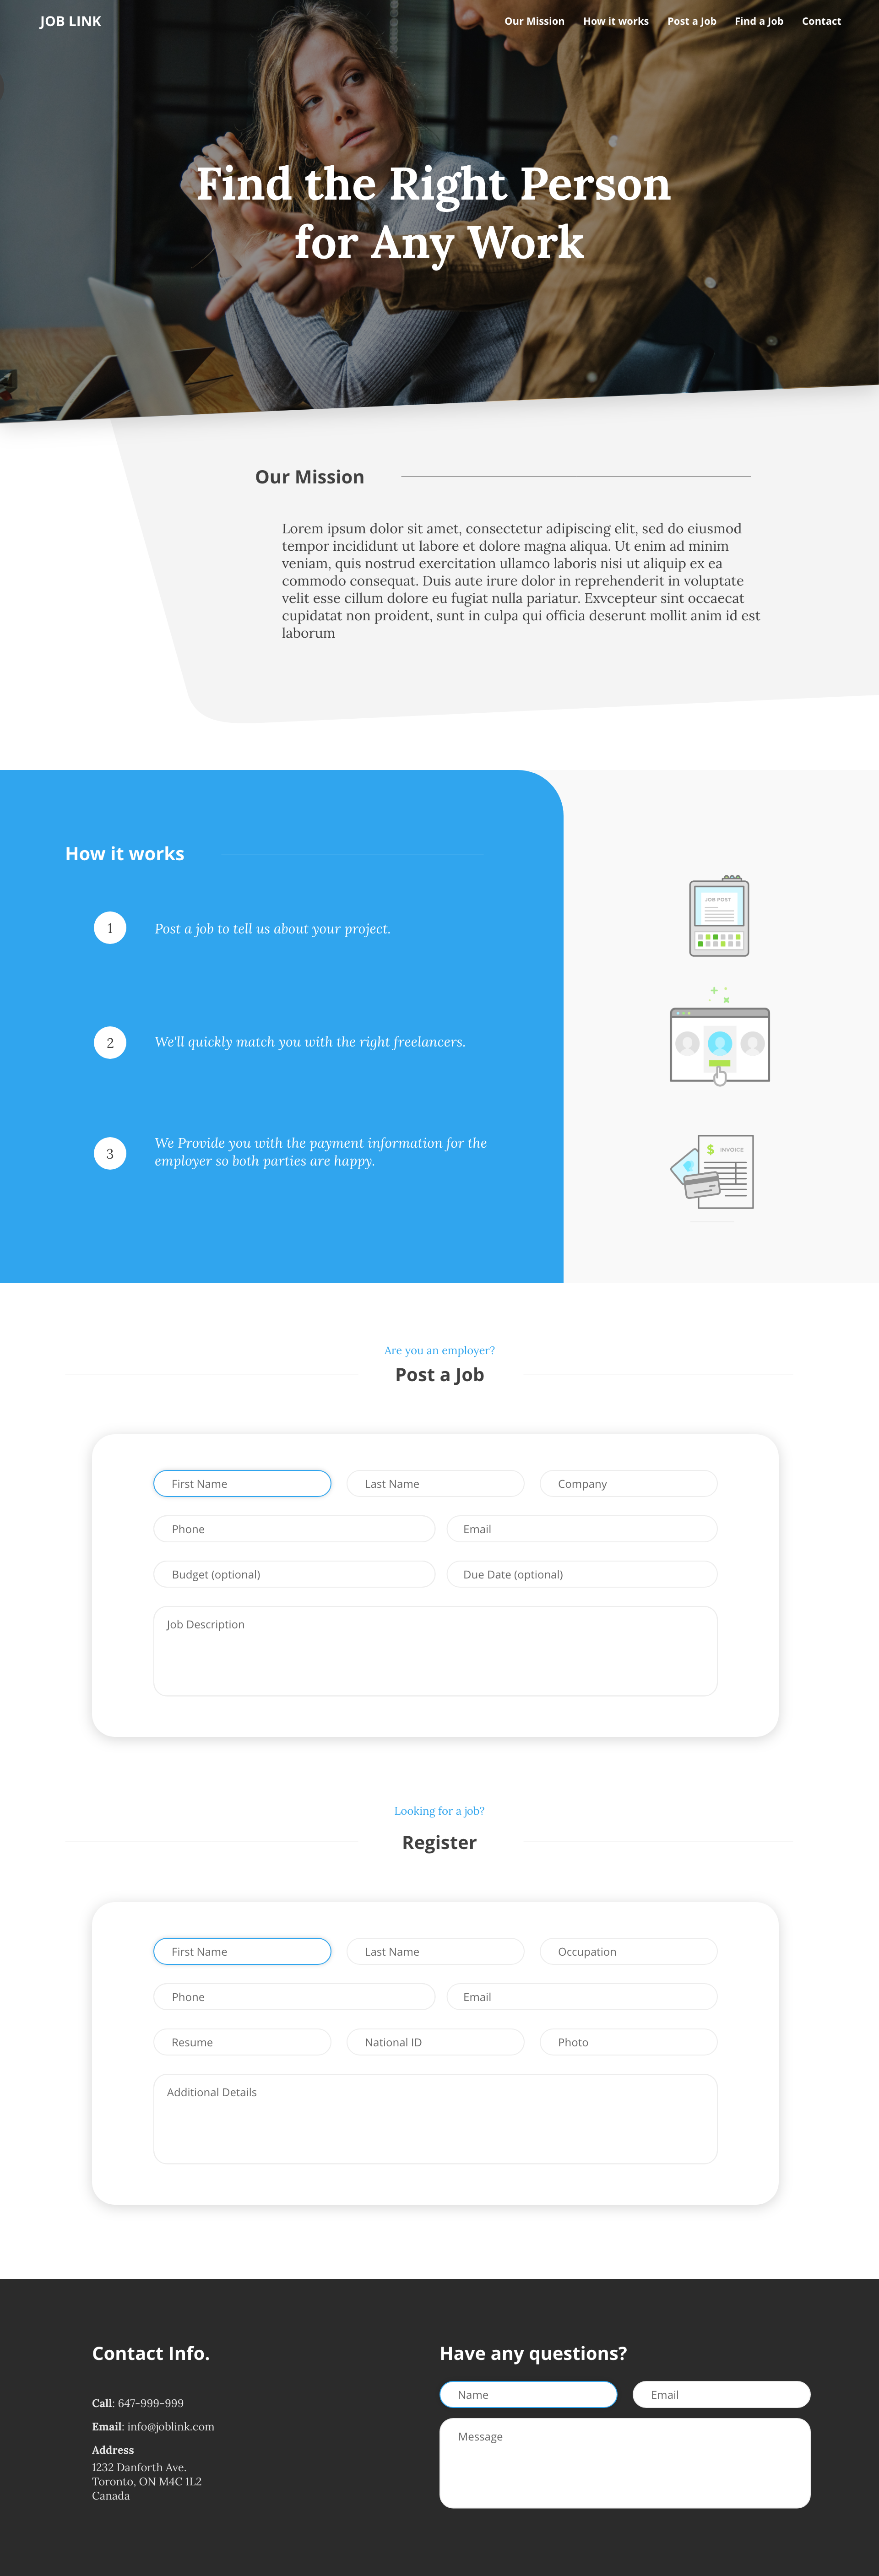 JOB LINK
Our Mission
How it works
Post a Job
Find a Job
Contact
Find the Right Person
for Any Work
Our Mission
Lorem ipsum dolor sit amet, consectetur adipiscing elit, sed do eiusmod
tempor incididunt ut labore et dolore magna aliqua. Ut enim ad minim
veniam, quis nostrud exercitation ullamco laboris nisi ut aliquip ex ea
commodo consequat. Duis aute irure dolor in reprehenderit in voluptate
velit esse cillum dolore eu fugiat nulla pariatur. Exvcepteur sint occaecat
cupidatat non proident, sunt in culpa qui officia deserunt mollit anim id est
laborum
How it works
1
Post a job to tell us about your project.
JOB POST
2
We'll quickly match you with the right freelancers.
3
We Provide you with the payment information for the
employer so both parties are happy.
$ INVOICE
Are you an employer?
Post a Job
First Name
Last Name
Company
Phone
Email
Budget (optional)
Due Date (optional)
Job Description
Looking for a job?
Register
First Name
Last Name
Occupation
Phone
Email
Resume
National ID
Photo
Additional Details
Contact Info.
Call: 647-999-999
Email: info@joblink.com
Address
1232 Danforth Ave.
Toronto, ON M4C 1L2
Canada
Have any questions?
Name
Email
Message